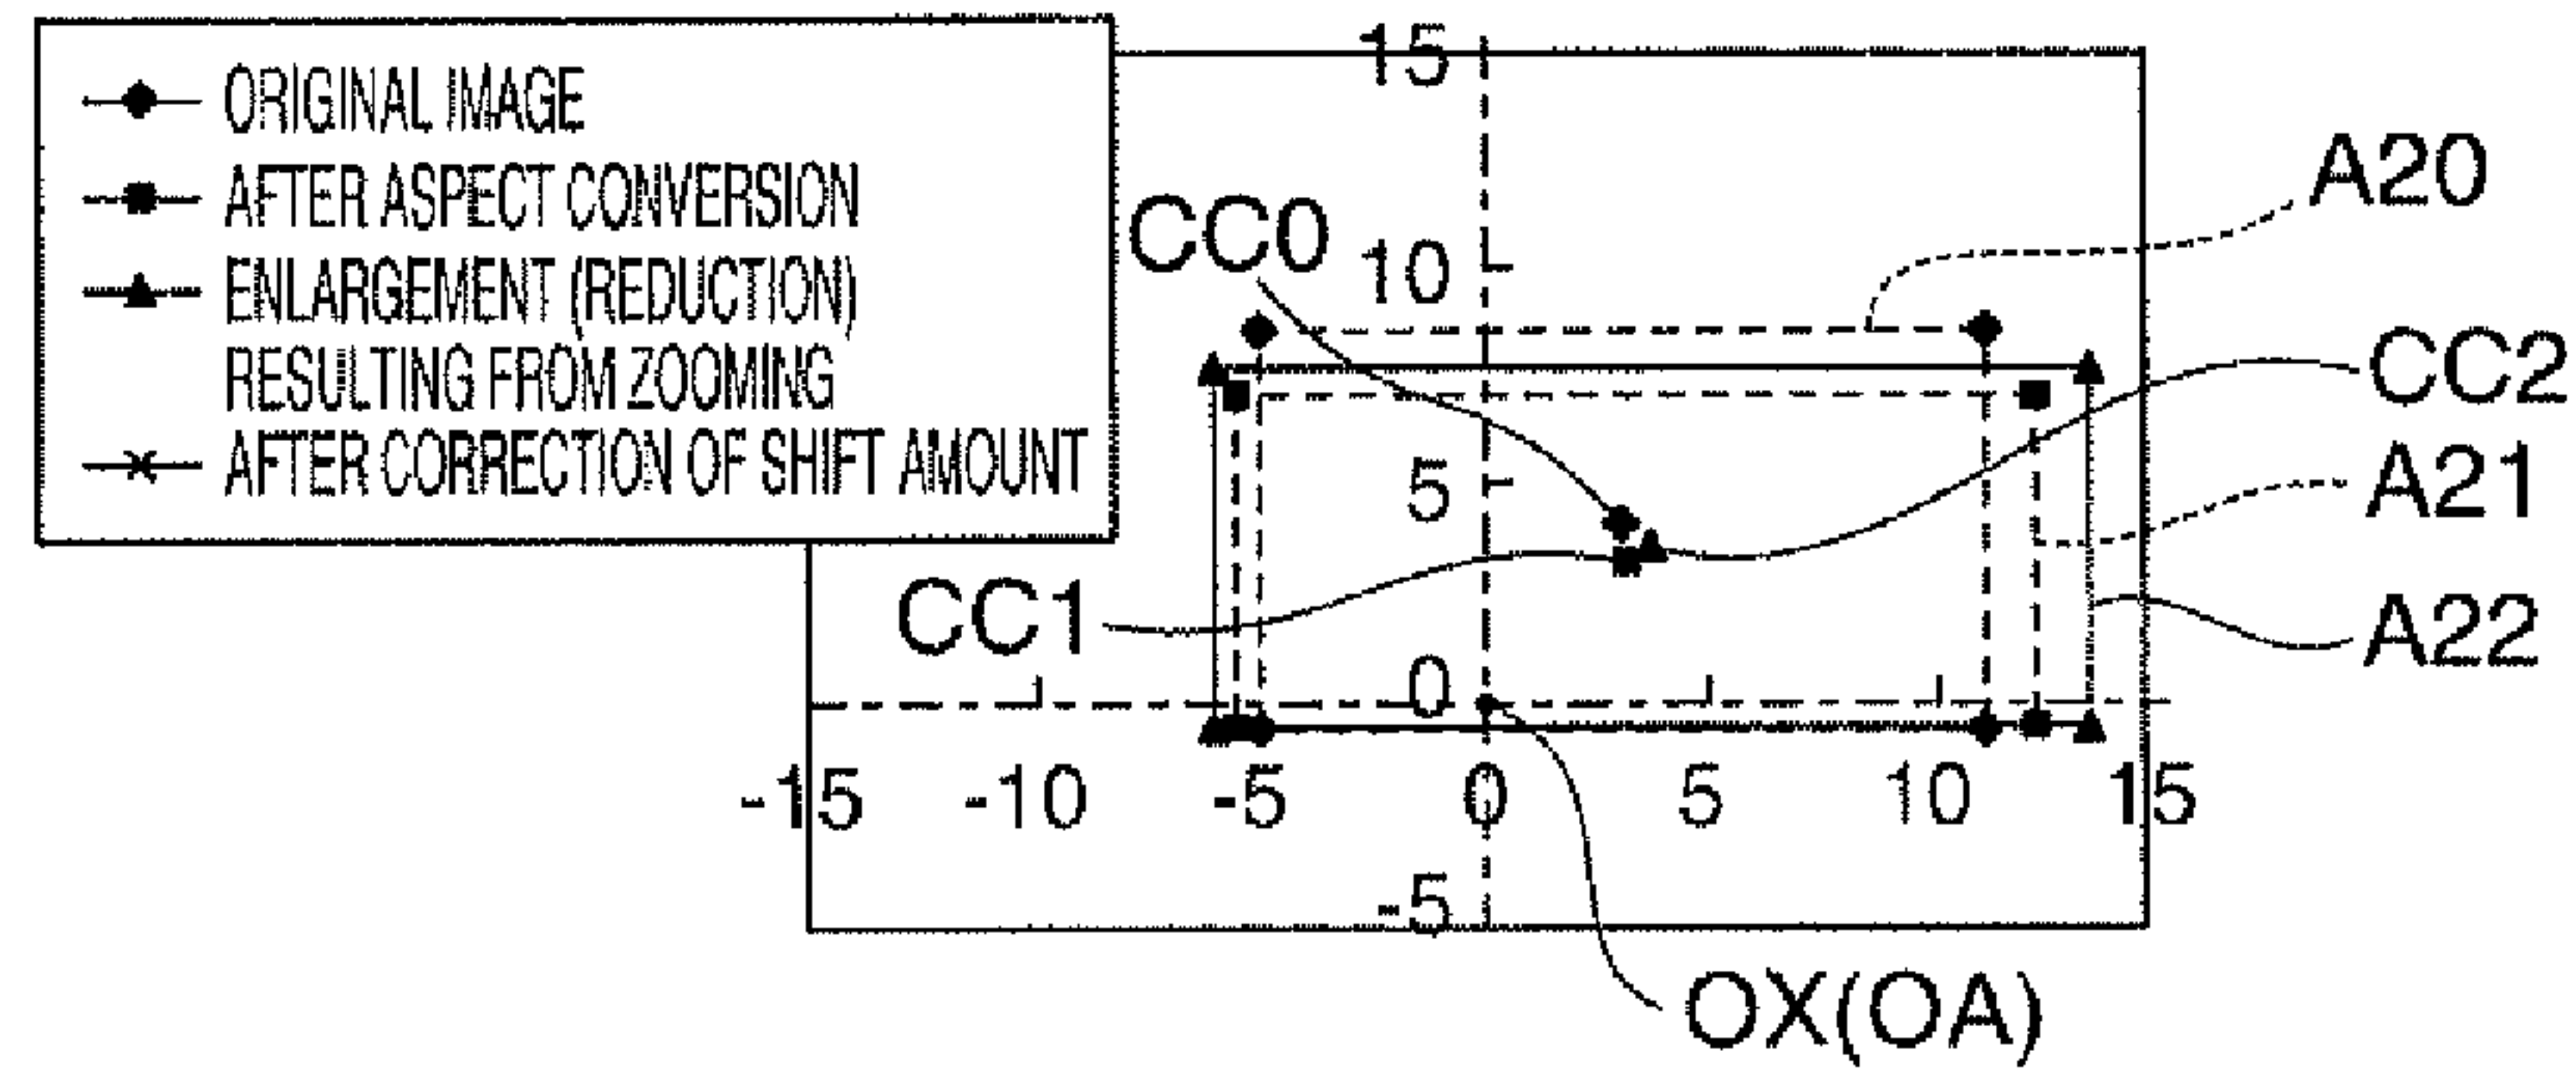 ORIGINAL IMAGE
AFTER ASPECT CONVERSION
ENLARGEMENT (REDUCTION)
RESULTING FROM ZOOMING
AFTER CORRECTION OF SHIFT AMOUNT
15
A20
CC0
10
CC2
5
A21
CC1
A22
0
-15 -10 -5 0 5 10 15
-5
OX(OA)